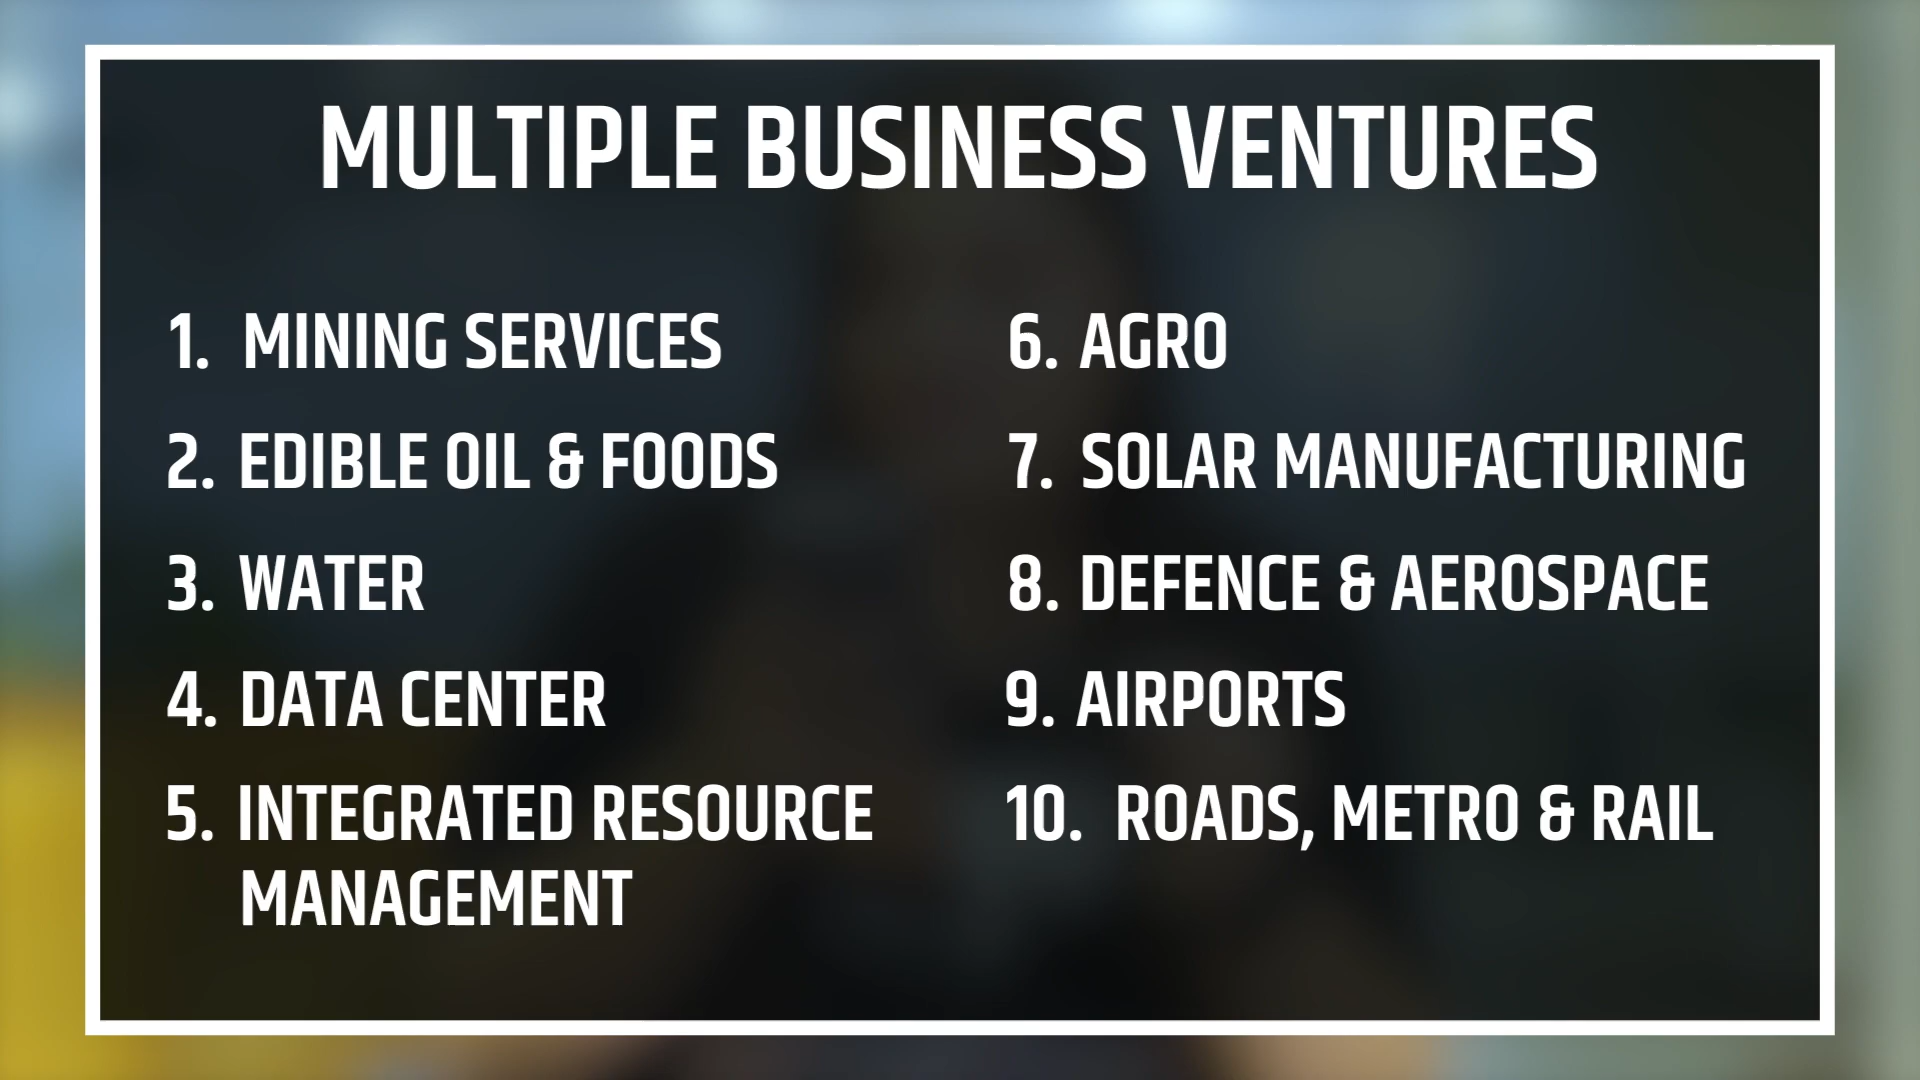 MULTIPLE BUSINESS VENTURES
1. MINING SERVICES
2. EDIBLE OIL & FOODS
3. WATER
4. DATA CENTER
5. INTEGRATED RESOURCE
MANAGEMENT
6. AGRO
7. SOLAR MANUFACTURING
8. DEFENCE & AEROSPACE
9. AIRPORTS
10. ROADS, METRO & RAIL